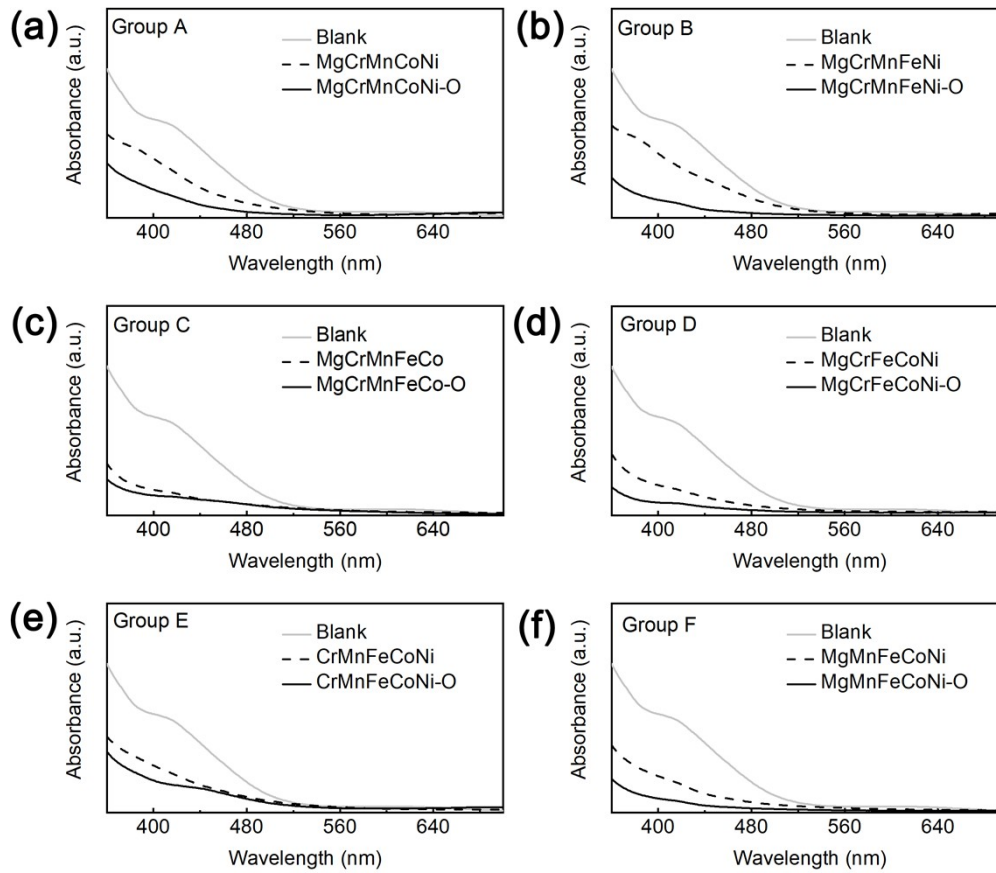 (a)
Group A
Blank
MgCrMnCoNi
MgCrMnCoNi-O
Absorbance (a.u.)
400 480 560 640
Wavelength (nm)
(b)
Group B
Blank
MgCrMnFeNi
MgCrMnFeNi-O
Absorbance (a.u.)
400 480 560 640
Wavelength (nm)
(c)
Group C
Blank
MgCrMnFeCo
MgCrMnFeCo-O
Absorbance (a.u.)
400 480 560 640
Wavelength (nm)
(d)
Group D
Blank
MgCrFeCoNi
MgCrFeCoNi-O
Absorbance (a.u.)
400 480 560 640
Wavelength (nm)
(e)
Group E
Blank
CrMnFeCoNi
CrMnFeCoNi-O
Absorbance (a.u.)
400 480 560 640
Wavelength (nm)
(f)
Group F
Blank
MgMnFeCoNi
MgMnFeCoNi-O
Absorbance (a.u.)
400 480 560 640
Wavelength (nm)